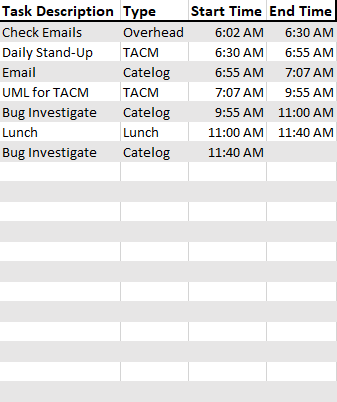 Task Description Type Start Time End Time
Check Emails Overhead 6:02 AM 6:30 AM
Daily Stand-Up TACM 6:30 AM 6:55 AM
Email Catelog 6:55 AM 7:07 AM
UML for TACM TACM 7:07 AM 9:55 AM
Bug Investigate Catelog 9:55 AM 11:00 AM
Lunch Lunch 11:00 AM 11:40 AM
Bug Investigate Catelog 11:40 AM